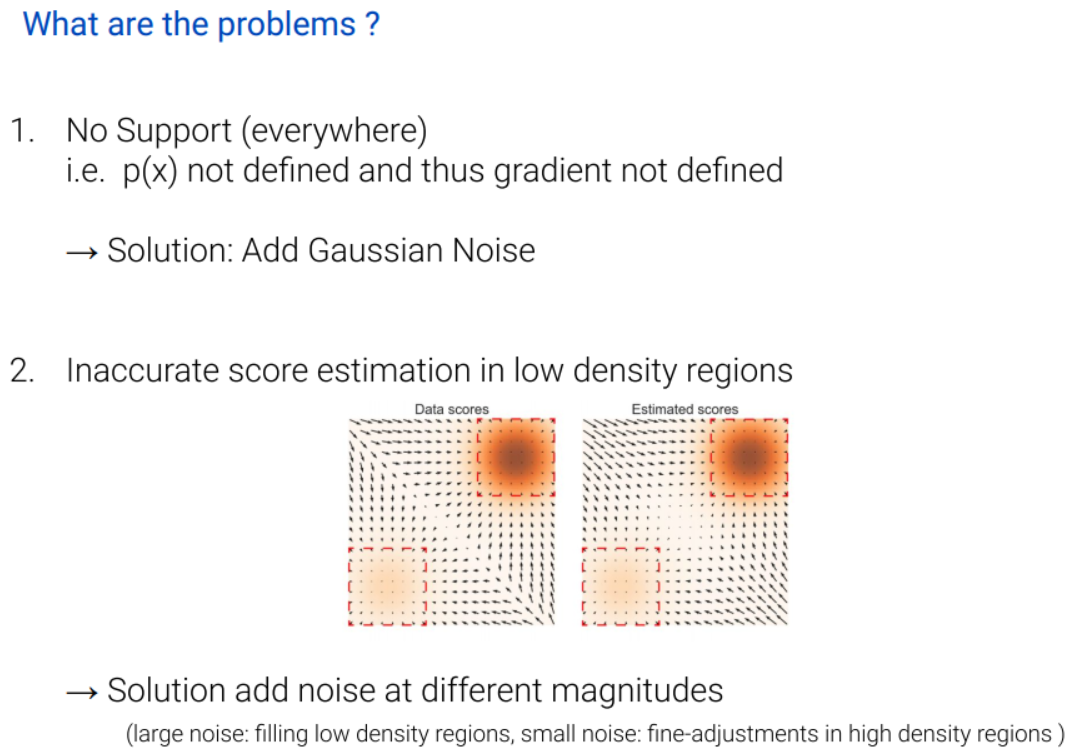 What are the problems ?
1. No Support (everywhere)
i.e. p(x) not defined and thus gradient not defined
→ Solution: Add Gaussian Noise
2. Inaccurate score estimation in low density regions
Data scores
Estimated scores
→ Solution add noise at different magnitudes
(large noise: filling low density regions, small noise: fine-adjustments in high density regions )